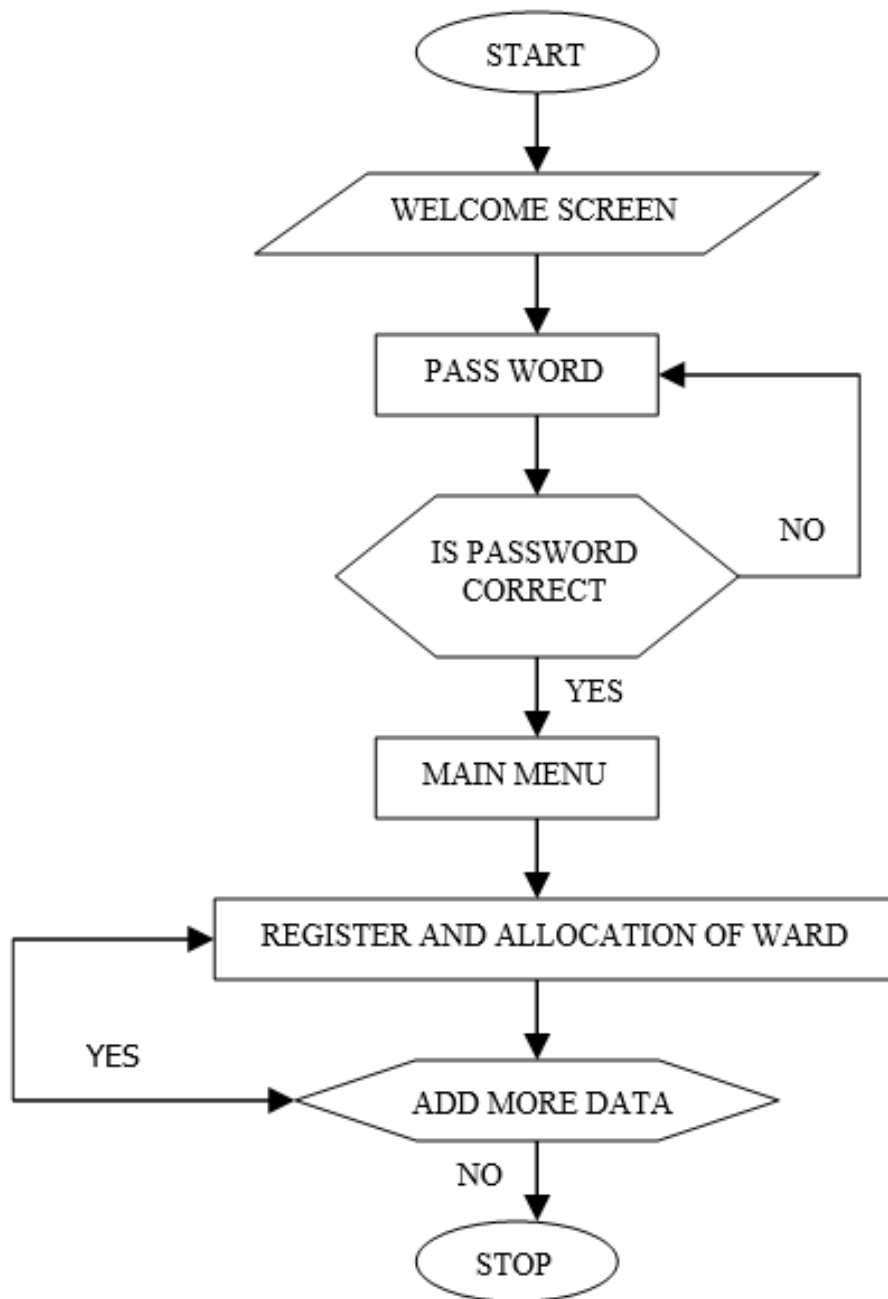 START
WELCOME SCREEN
PASS WORD
IS PASSWORD
CORRECT
NO
YES
MAIN MENU
REGISTER AND ALLOCATION OF WARD
YES
ADD MORE DATA
NO
STOP